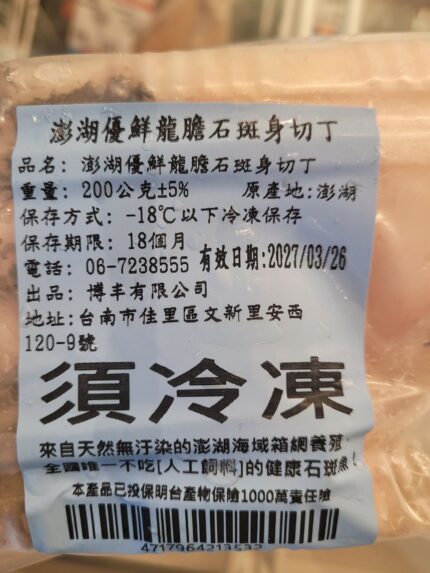 澎湖優鮮龍膽石斑身切丁
品名: 澎湖優鮮龍膽石斑身切丁
重量: 200公克±5% 原產地:澎湖
保存方式: -18℃以下冷凍保存
保存期限: 18個月
電話: 06-7238555 有效日期:2027/03/26
出品: 博丰有限公司
地址:台南市佳里區文新里安西
120-9號
須冷凍
來自天然無汙染的澎湖海域箱網養殖
全國唯一不吃[人工飼料]的健康石斑魚!
本產品已投保明台產物保險1000萬責任險